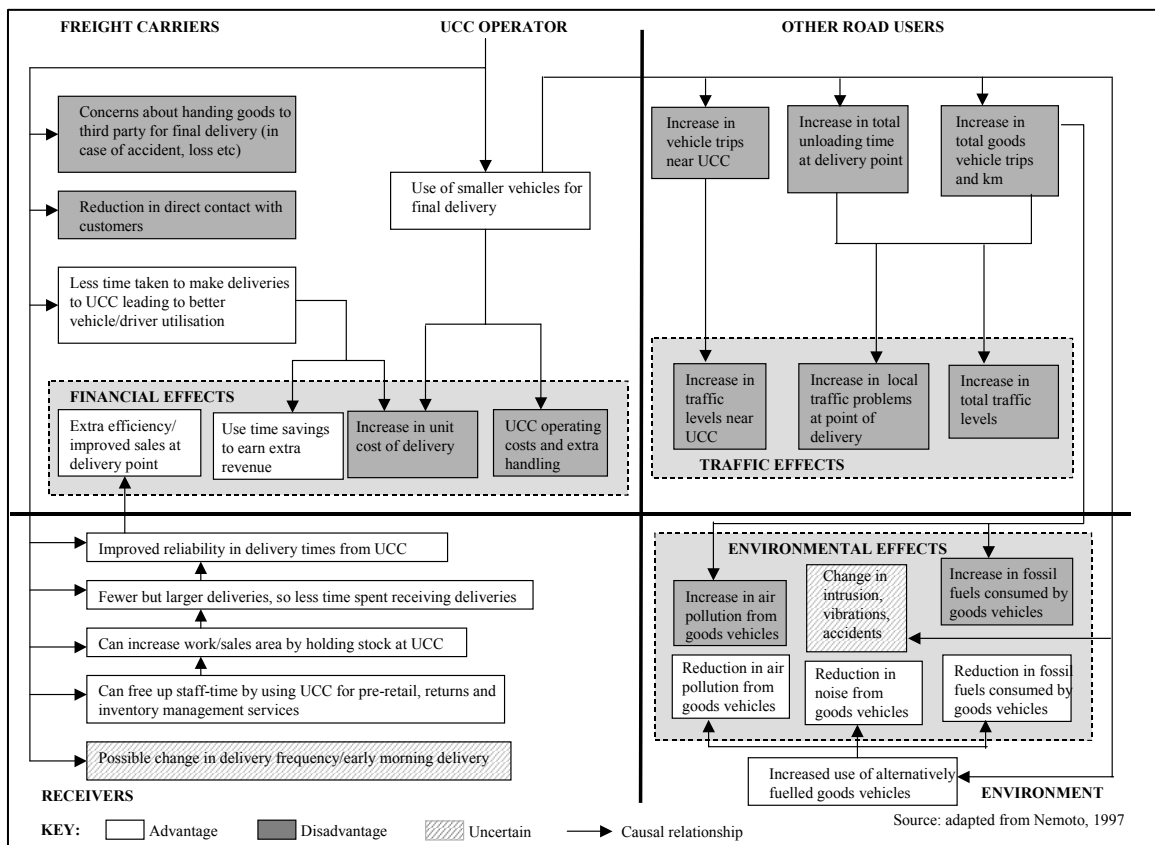 FREIGHT CARRIERS
UCC OPERATOR
OTHER ROAD USERS
Concerns about handing goods to
third party for final delivery (in
case of accident, loss etc)
Reduction in direct contact with
customers
Less time taken to make deliveries
to UCC leading to better
vehicle/driver utilisation
Use of smaller vehicles for
final delivery
Increase in
vehicle trips
near UCC
Increase in total
unloading time
at delivery point
Increase in
total goods
vehicle trips
and km
FINANCIAL EFFECTS
Extra efficiency/
improved sales at
delivery point
Use time savings
to earn extra
revenue
Increase in unit
cost of delivery
UCC operating
costs and extra
handling
Increase in
traffic
levels near
UCC
Increase in local
traffic problems
at point of
delivery
Increase in
total traffic
levels
TRAFFIC EFFECTS
Improved reliability in delivery times from UCC
Fewer but larger deliveries, so less time spent receiving deliveries
Can increase work/sales area by holding stock at UCC
Can free up staff-time by using UCC for pre-retail, returns and
inventory management services
Possible change in delivery frequency/early morning delivery
RECEIVERS
ENVIRONMENTAL EFFECTS
Increase in air
pollution from
goods vehicles
Change in
intrusion,
vibrations,
accidents
Increase in fossil
fuels consumed by
goods vehicles
Reduction in air
pollution from
goods vehicles
Reduction in
noise from
goods vehicles
Reduction in fossil
fuels consumed by
goods vehicles
Increased use of alternatively
fuelled goods vehicles
ENVIRONMENT
KEY:
Advantage
Disadvantage
Uncertain
Causal relationship
Source: adapted from Nemoto, 1997